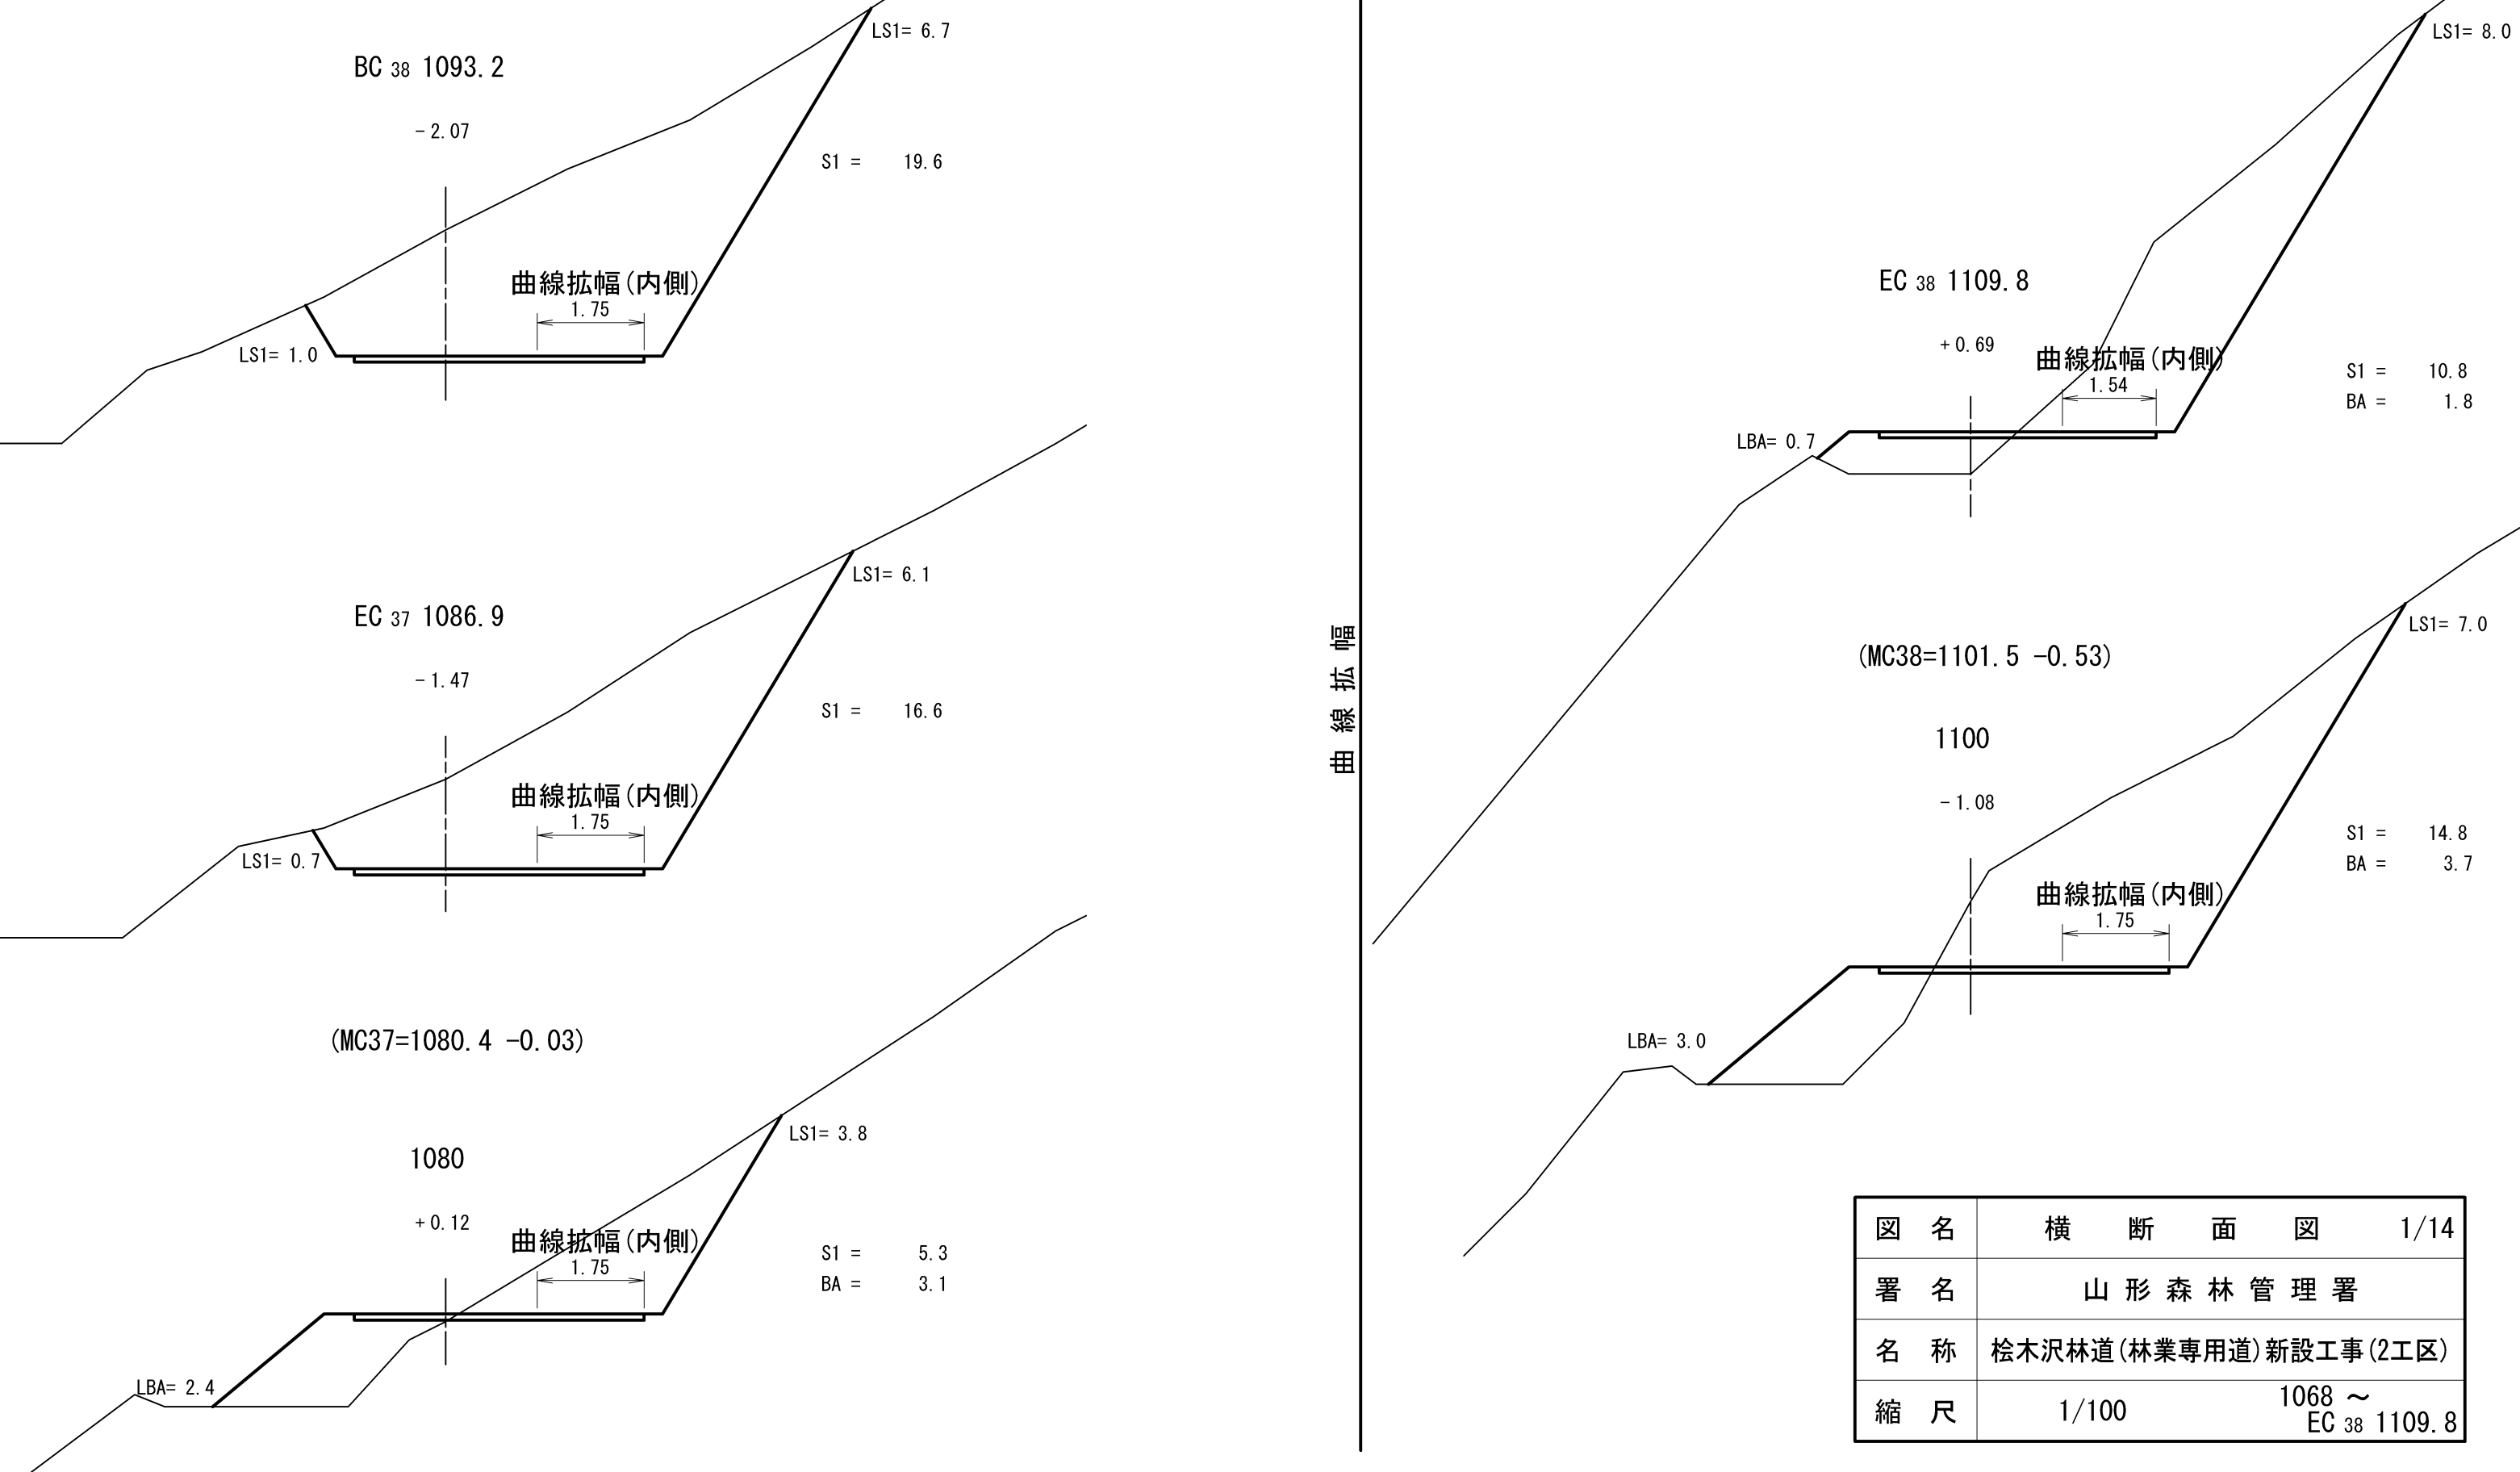 BC 38 1093.2
-2.07
LS1= 6.7
S1 = 19.6
曲線拡幅(内側)
1.75
LS1= 1.0
EC 37 1086.9
-1.47
LS1= 6.1
S1 = 16.6
曲線拡幅(内側)
1.75
LS1= 0.7
(MC37=1080.4 -0.03)
1080
+0.12
LS1= 3.8
S1 = 5.3
BA = 3.1
曲線拡幅(内側)
1.75
LBA= 2.4
曲線拡幅
LS1= 8.0
EC 38 1109.8
+0.69
S1 = 10.8
BA = 1.8
曲線拡幅(内側)
1.54
LBA= 0.7
(MC38=1101.5 -0.53)
LS1= 7.0
1100
-1.08
S1 = 14.8
BA = 3.7
曲線拡幅(内側)
1.75
LBA= 3.0
図名 横断面図 1/14
署名 山形森林管理署
名称 桧木沢林道(林業専用道)新設工事(2工区)
縮尺 1/100 1068 ～
EC 38 1109.8